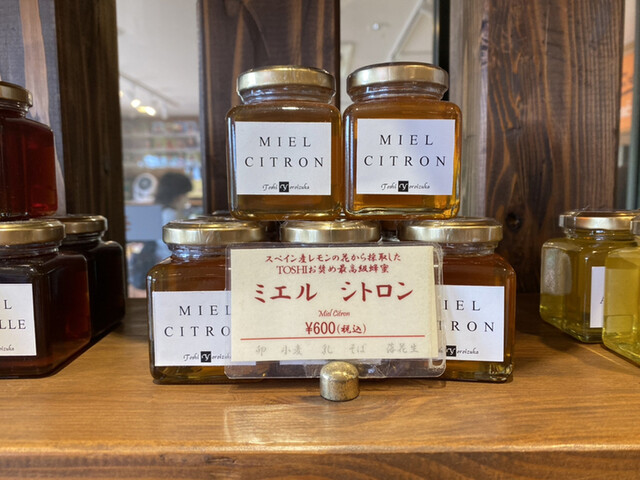 MIEL
CITRON
Toshi Yoroizuka
MIEL
CITRON
Toshi Yoroizuka
スペイン産レモンの花から採取した
TOSHIお奨め最高級蜂蜜
ミエル シトロン
Miel Citron
¥600(税込)
卵 小麦 乳 そば 落花生
MIEL
CITRON
Toshi
MIEL
CITRON
Yoroizuka